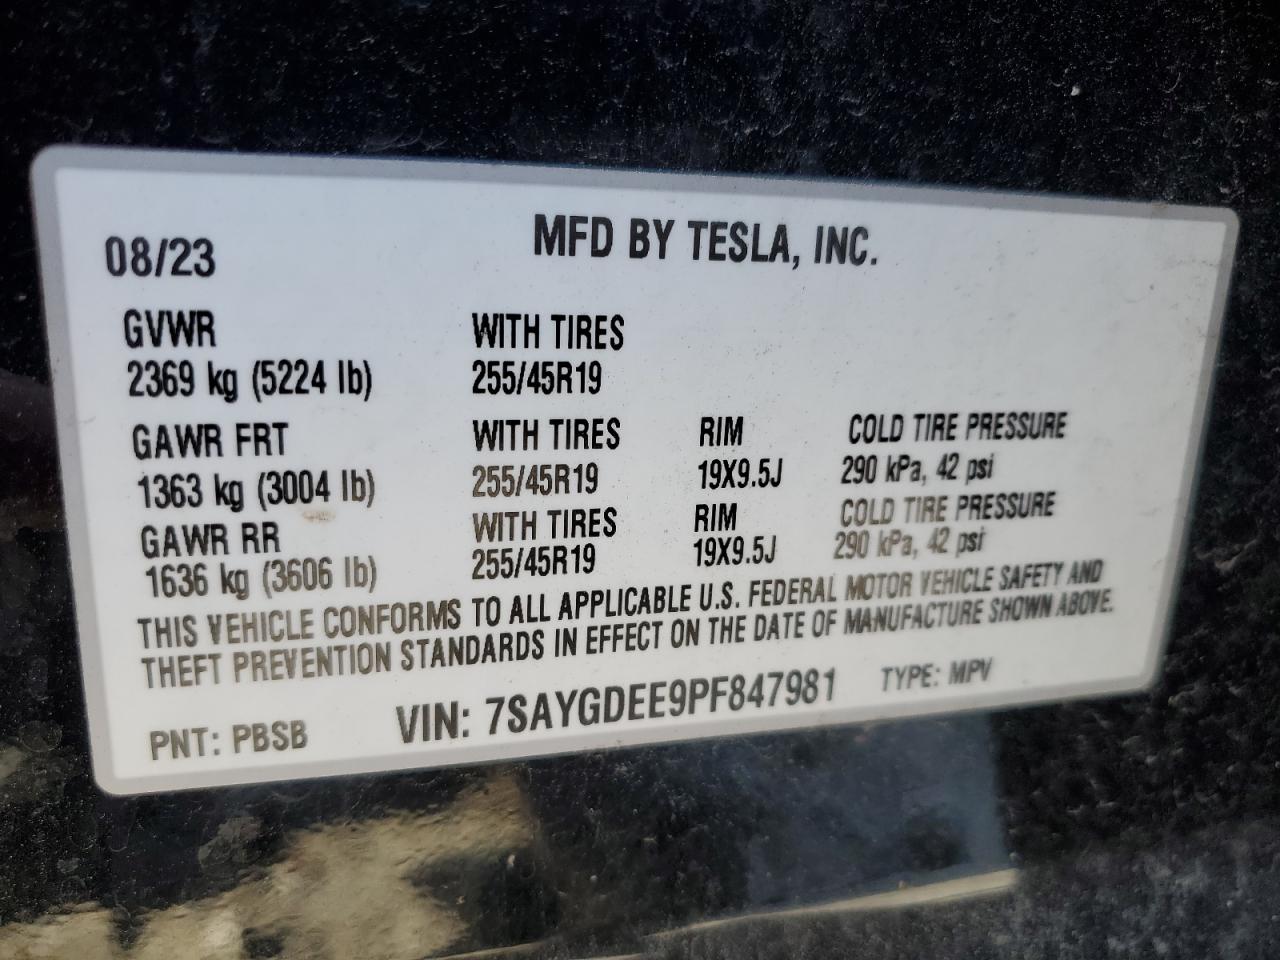 08/23 MFD BY TESLA, INC.
GVWR WITH TIRES
2369 kg (5224 lb) 255/45R19
GAWR FRT WITH TIRES RIM COLD TIRE PRESSURE
1363 kg (3004 lb) 255/45R19 19X9.5J 290 kPa, 42 psi
GAWR RR WITH TIRES RIM COLD TIRE PRESSURE
1636 kg (3606 lb) 255/45R19 19X9.5J 290 kPa, 42 psi
THIS VEHICLE CONFORMS TO ALL APPLICABLE U.S. FEDERAL MOTOR VEHICLE SAFETY AND
THEFT PREVENTION STANDARDS IN EFFECT ON THE DATE OF MANUFACTURE SHOWN ABOVE.
PNT: PBSB VIN: 7SAYGDEE9PF847981 TYPE: MPV